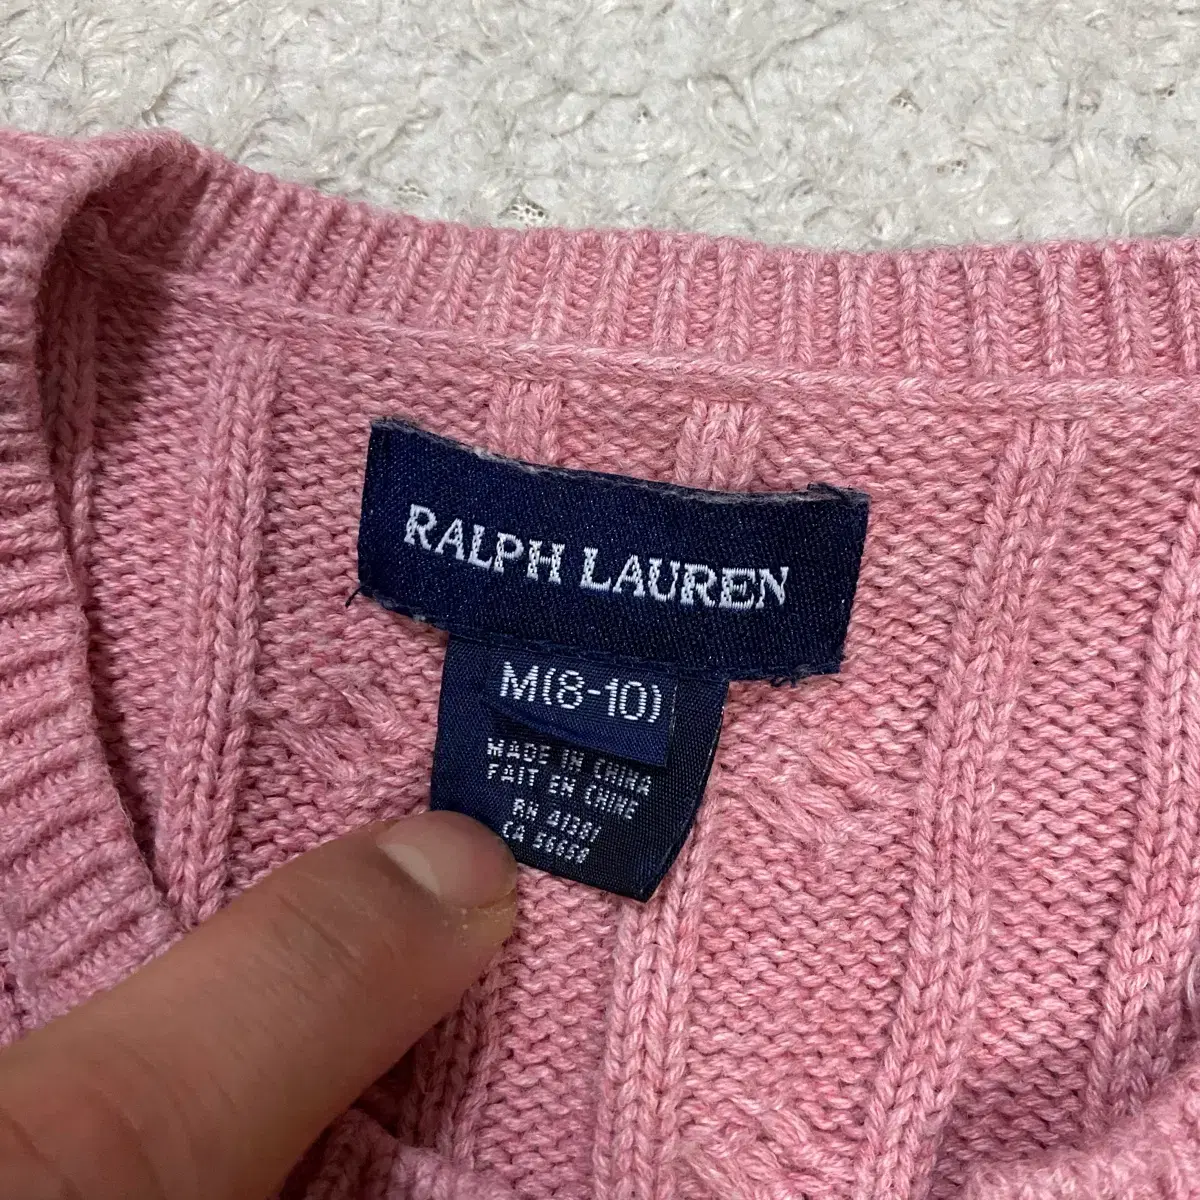 RALPH LAUREN
M(8-10)
MADE IN CHINA
FAIT EN CHINE
RN 41381
CA 56658